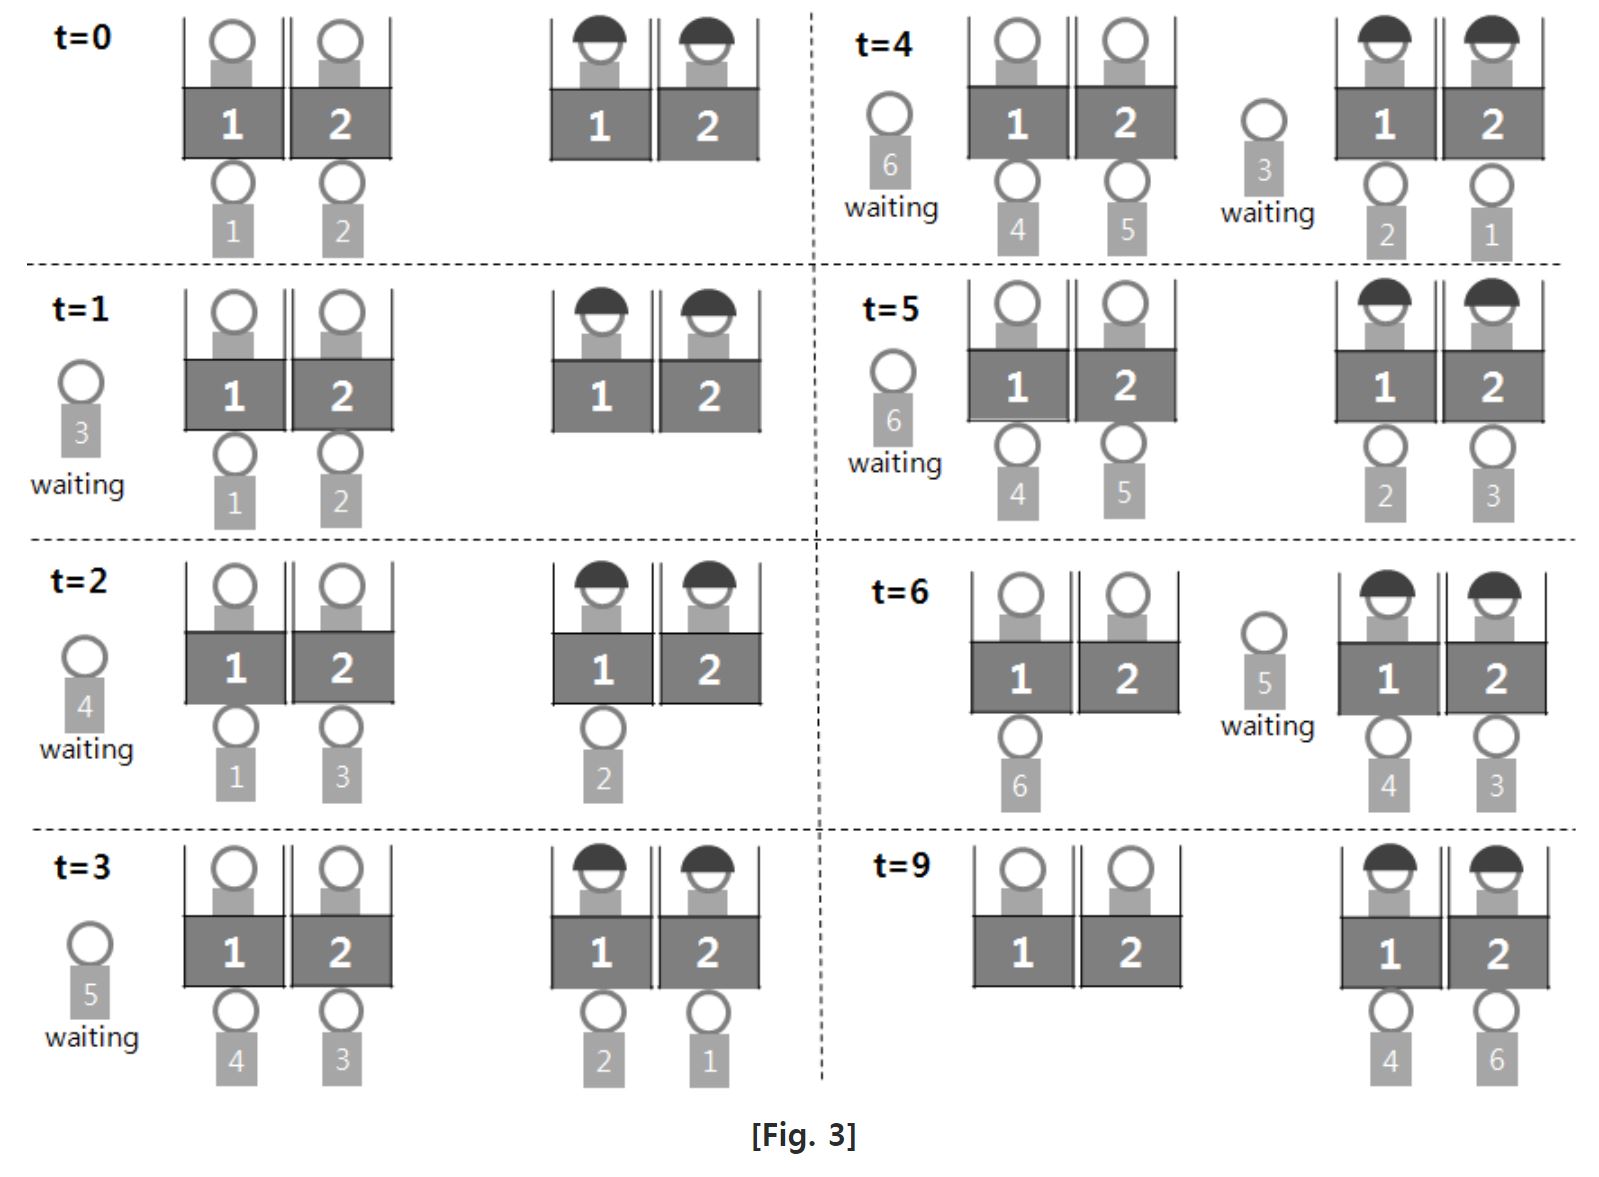 t=0
1 2 1 2
1 2
t=1
1 2 1 2
3
waiting
1 2
t=2
1 2 1 2
4
waiting
1 3 2
t=3
1 2 1 2
5
waiting
4 3 2 1
t=4
1 2 1 2
6 3
waiting waiting
4 5 2 1
t=5
1 2 1 2
6
waiting
4 5 2 3
t=6
1 2 1 2
5
waiting
6 4 3
t=9
1 2 1 2
4 6
[Fig. 3]